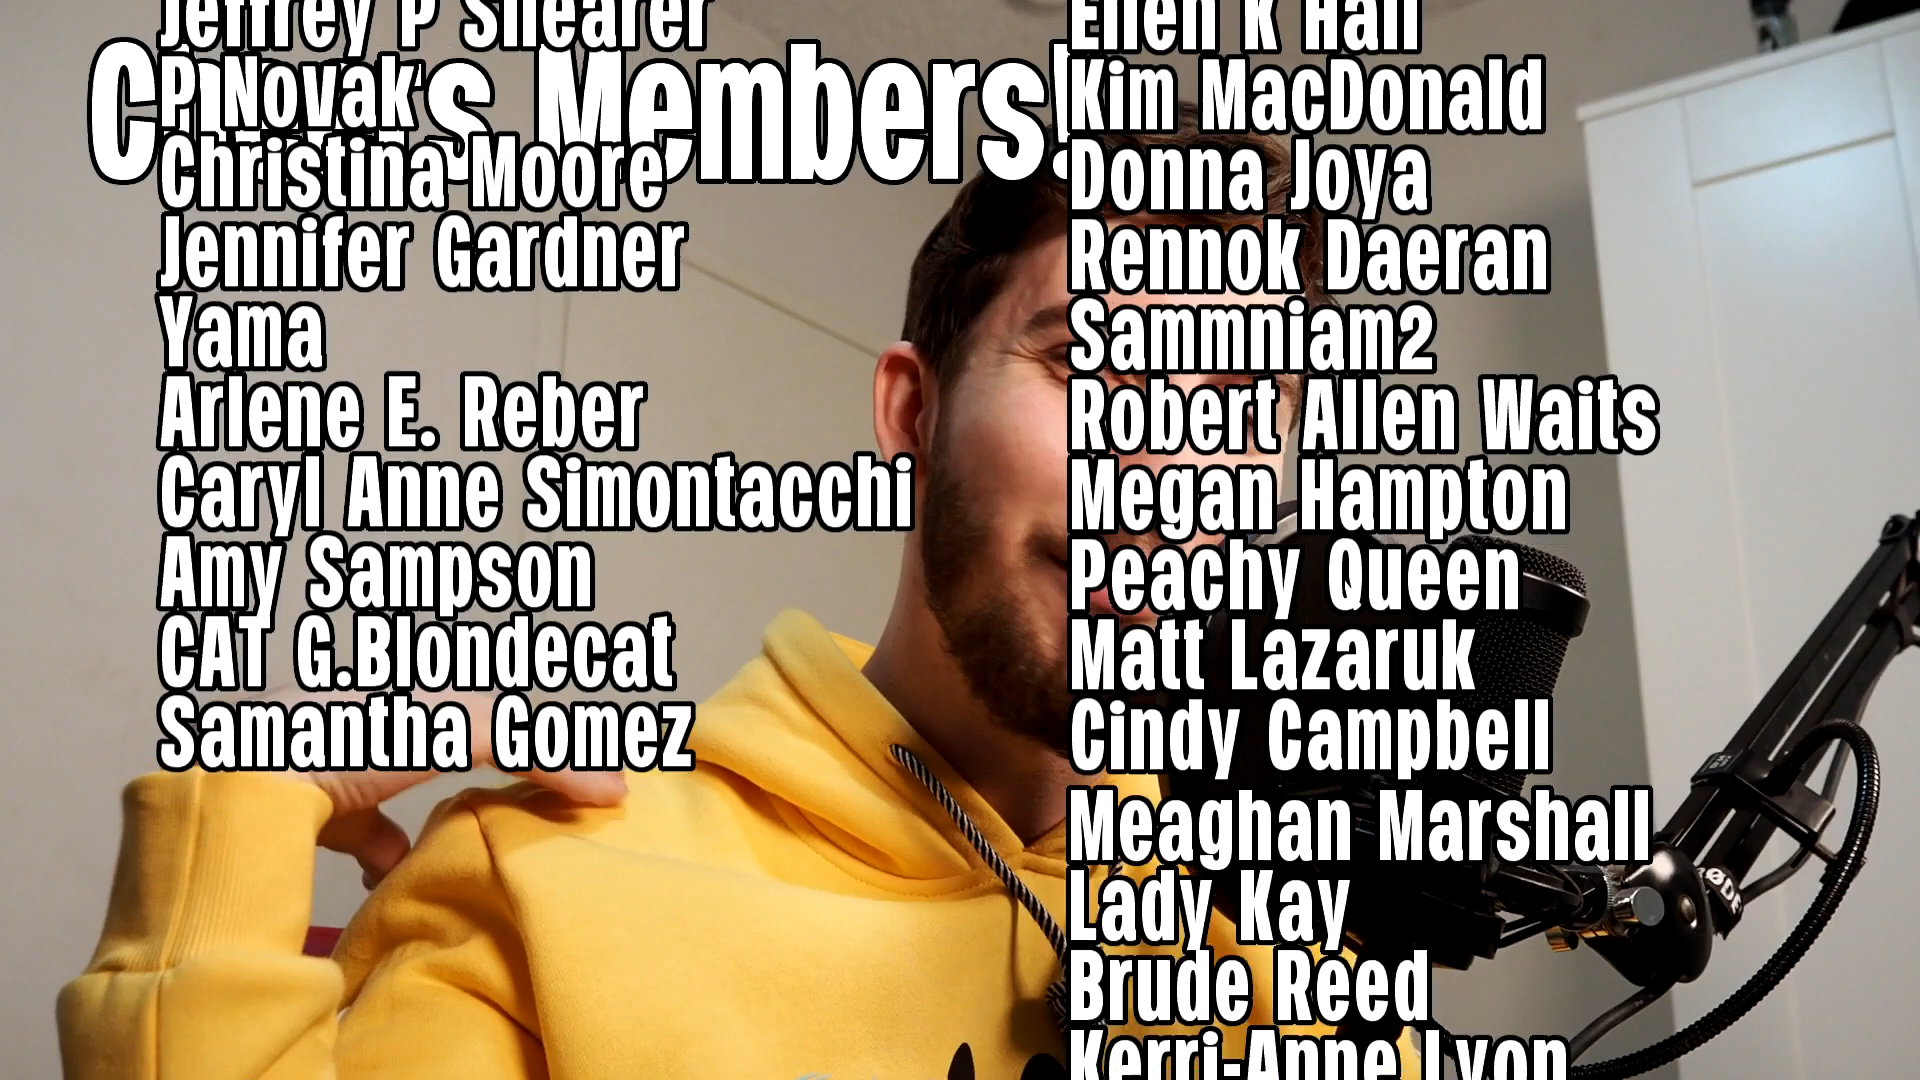 Jeffrey P Shearer
P Novak
Members!
Christina Moore
Jennifer Gardner
Yama
Arlene E. Reber
Caryl Anne Simontacchi
Amy Sampson
CAT G.Blondecat
Samantha Gomez
Ellen K Hall
Kim MacDonald
Donna Joya
Rennok Daeran
Sammniam2
Robert Allen Waits
Megan Hampton
Peachy Queen
Matt Lazaruk
Cindy Campbell
Meaghan Marshall
Lady Kay
Brude Reed
Kerri-Anne Lyon